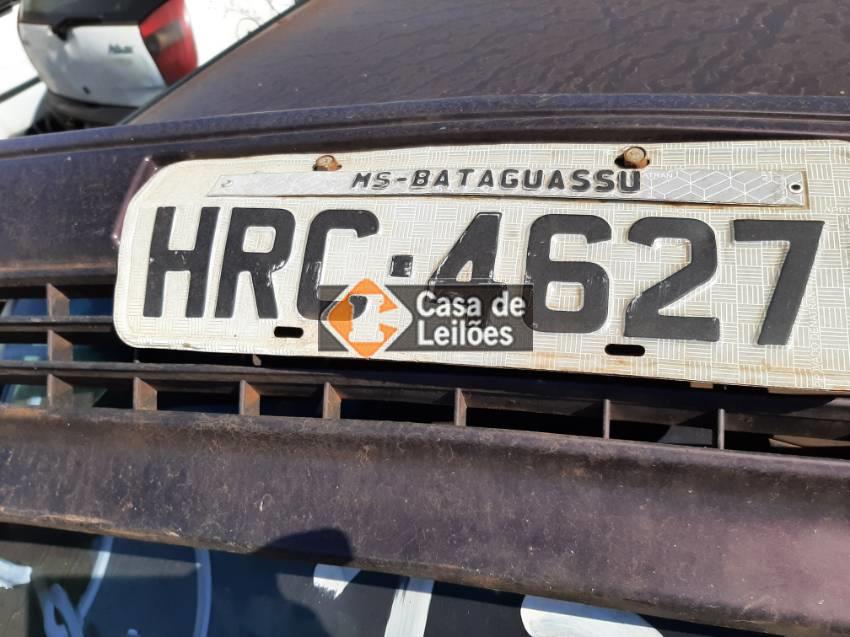 MS-BATAGUASSU
HRC·4627
Casa de
Leilões